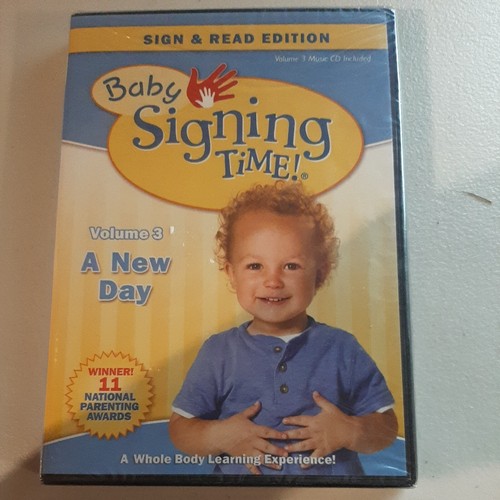 SIGN & READ EDITION
Volume 3 Music CD Included
Baby
Signing
TiME!®
Volume 3
A New
Day
WINNER!
11
NATIONAL
PARENTING
AWARDS
A Whole Body Learning Experience!